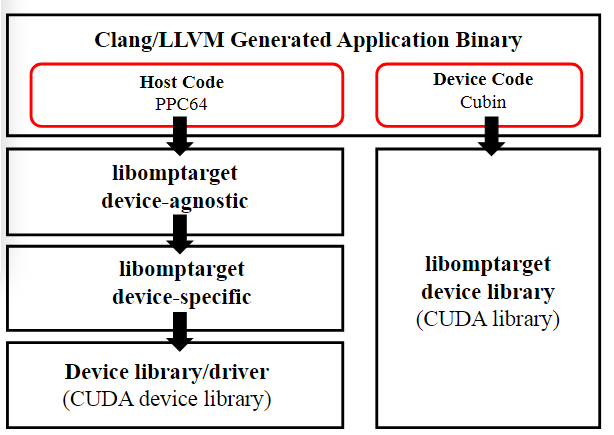 Clang/LLVM Generated Application Binary
Host Code
PPC64
Device Code
Cubin
libomptarget
device-agnostic
libomptarget
device-specific
Device library/driver
(CUDA device library)
libomptarget
device library
(CUDA library)